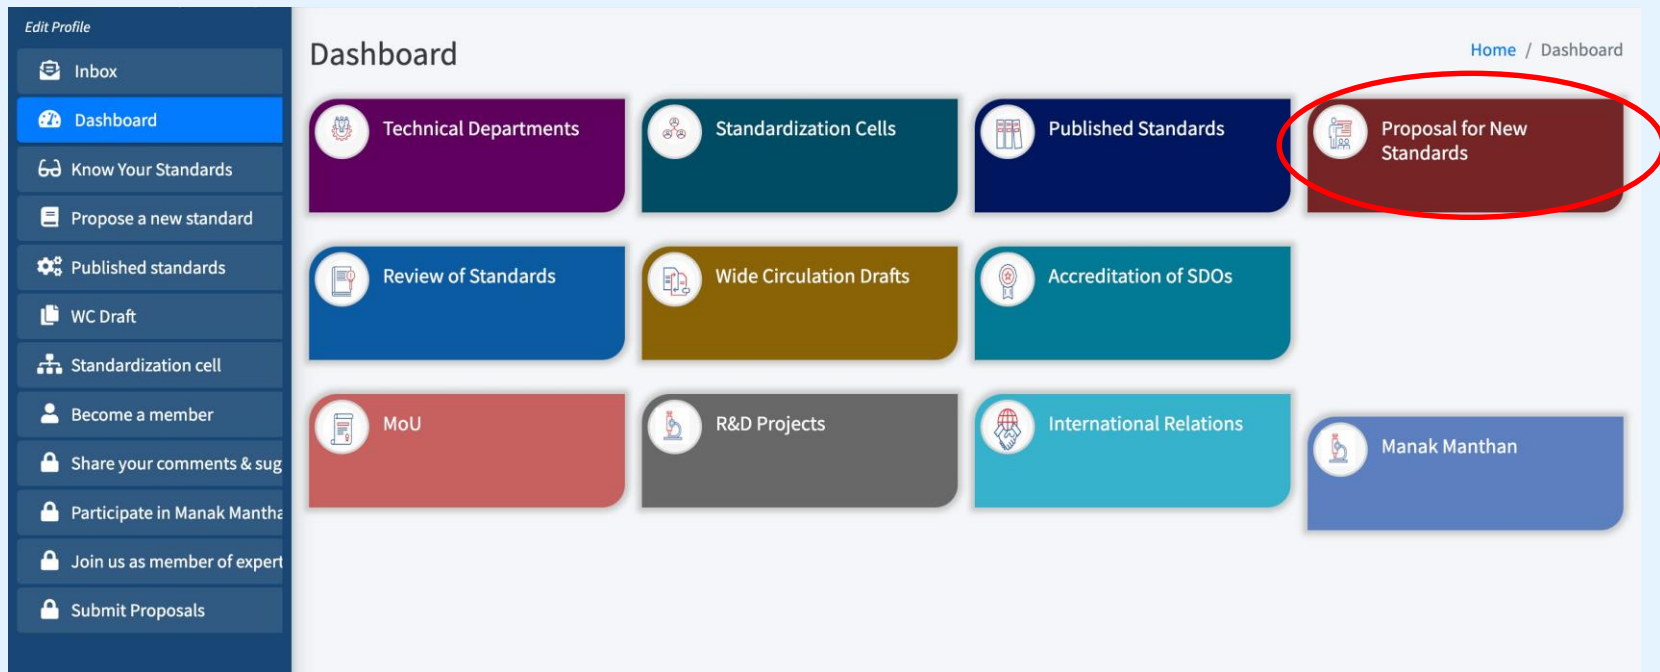 Edit Profile
Inbox
Dashboard
Know Your Standards
Propose a new standard
Published standards
WC Draft
Standardization cell
Become a member
Share your comments & sug
Participate in Manak Mantha
Join us as member of expert
Submit Proposals
Dashboard
Home / Dashboard
Technical Departments
Standardization Cells
Published Standards
Proposal for New
Standards
Review of Standards
Wide Circulation Drafts
Accreditation of SDOs
MoU
R&D Projects
International Relations
Manak Manthan